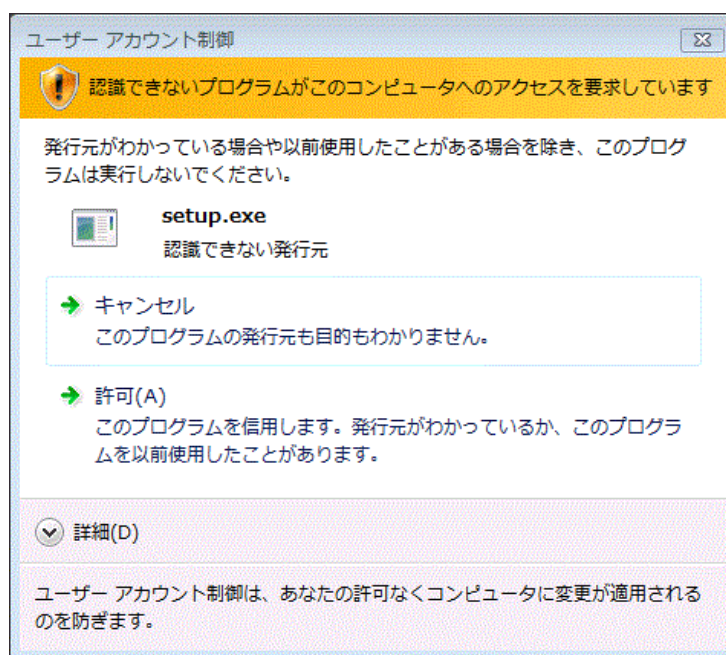 ユーザー アカウント制御
認識できないプログラムがこのコンピュータへのアクセスを要求しています
発行元がわかっている場合や以前使用したことがある場合を除き、このプログ
ラムは実行しないでください。
setup.exe
認識できない発行元
キャンセル
このプログラムの発行元も目的もわかりません。
許可(A)
このプログラムを信用します。発行元がわかっているか、このプログラ
ムを以前使用したことがあります。
詳細(D)
ユーザー アカウント制御は、あなたの許可なくコンピュータに変更が適用される
のを防ぎます。